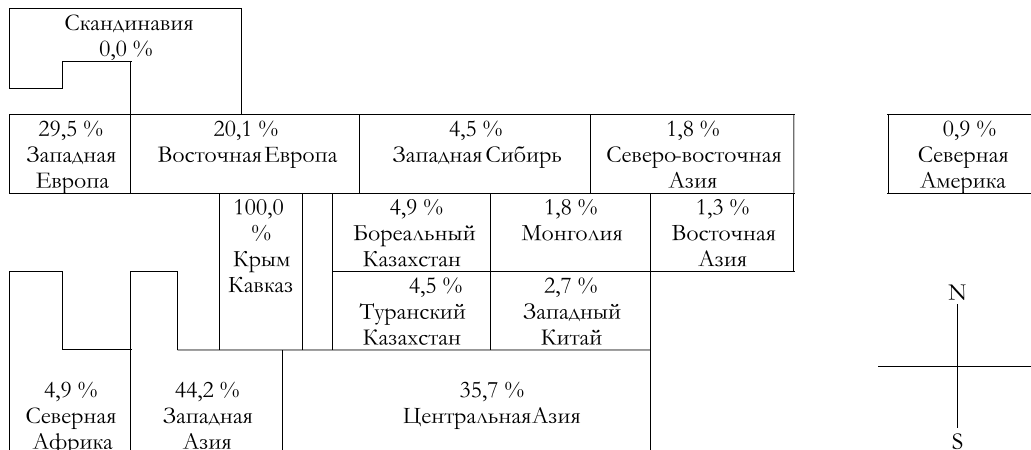 Скандинавия
0,0 %
29,5 %
Западная
Европа
20,1 %
Восточная Европа
4,5 %
Западная Сибирь
1,8 %
Северо-восточная
Азия
0,9 %
Северная
Америка
100,0
%
Крым
Кавказ
4,9 %
Бореальный
Казахстан
1,8 %
Монголия
1,3 %
Восточная
Азия
4,5 %
Туранский
Казахстан
2,7 %
Западный
Китай
N
4,9 %
Северная
Африка
44,2 %
Западная
Азия
35,7 %
Центральная Азия
S